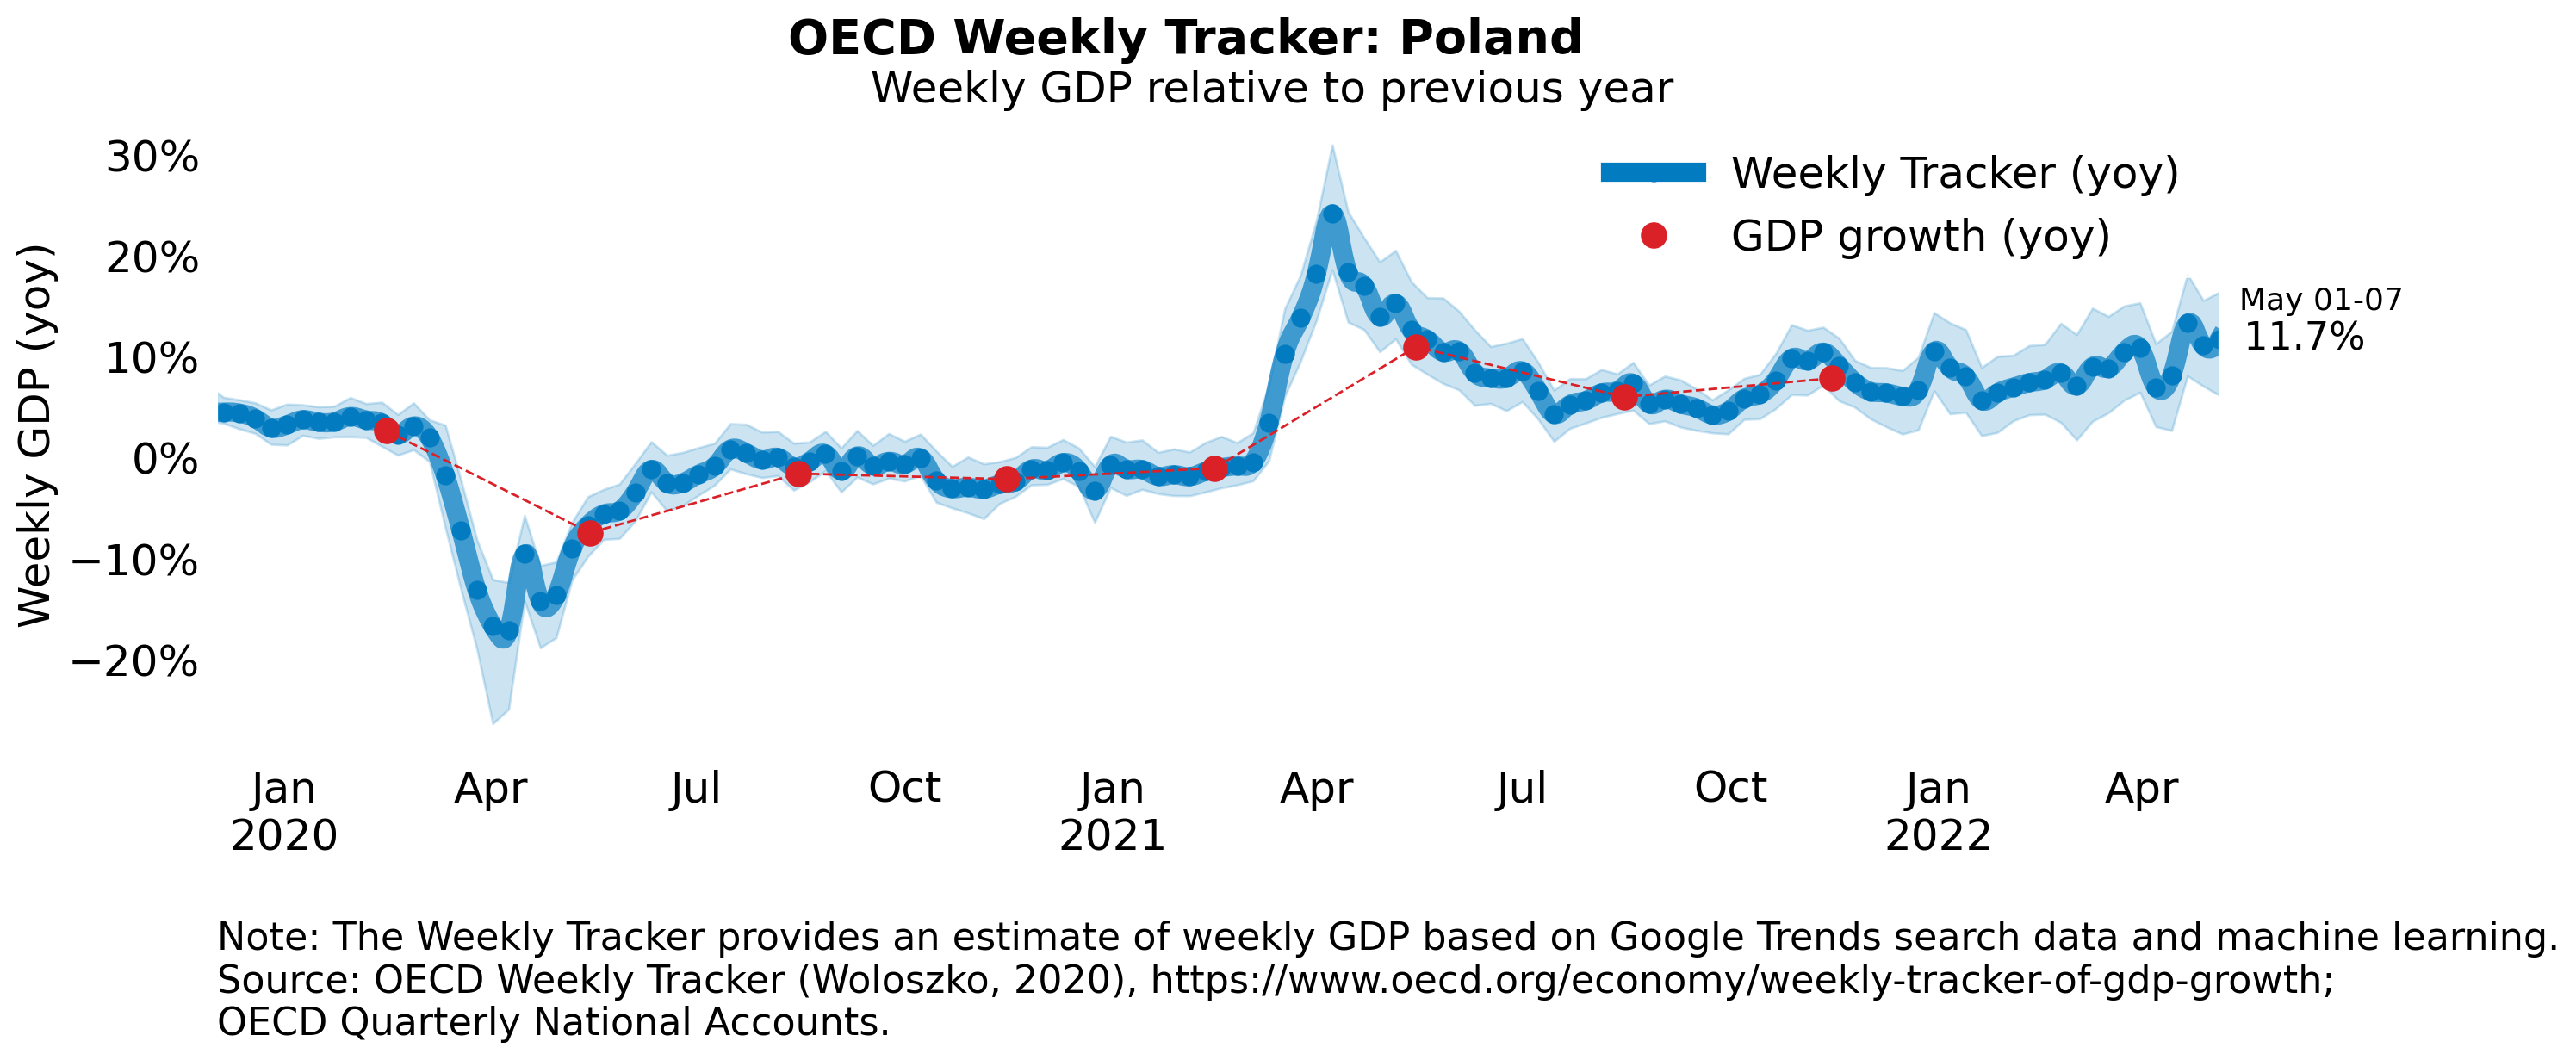 OECD Weekly Tracker: Poland
Weekly GDP relative to previous year
Weekly GDP (yoy)
30%
20%
10%
0%
−10%
−20%
Weekly Tracker (yoy)
GDP growth (yoy)
May 01-07
11.7%
Jan Apr Jul Oct Jan Apr Jul Oct Jan Apr
2020 2021 2022
Note: The Weekly Tracker provides an estimate of weekly GDP based on Google Trends search data and machine learning.
Source: OECD Weekly Tracker (Woloszko, 2020), https://www.oecd.org/economy/weekly-tracker-of-gdp-growth;
OECD Quarterly National Accounts.